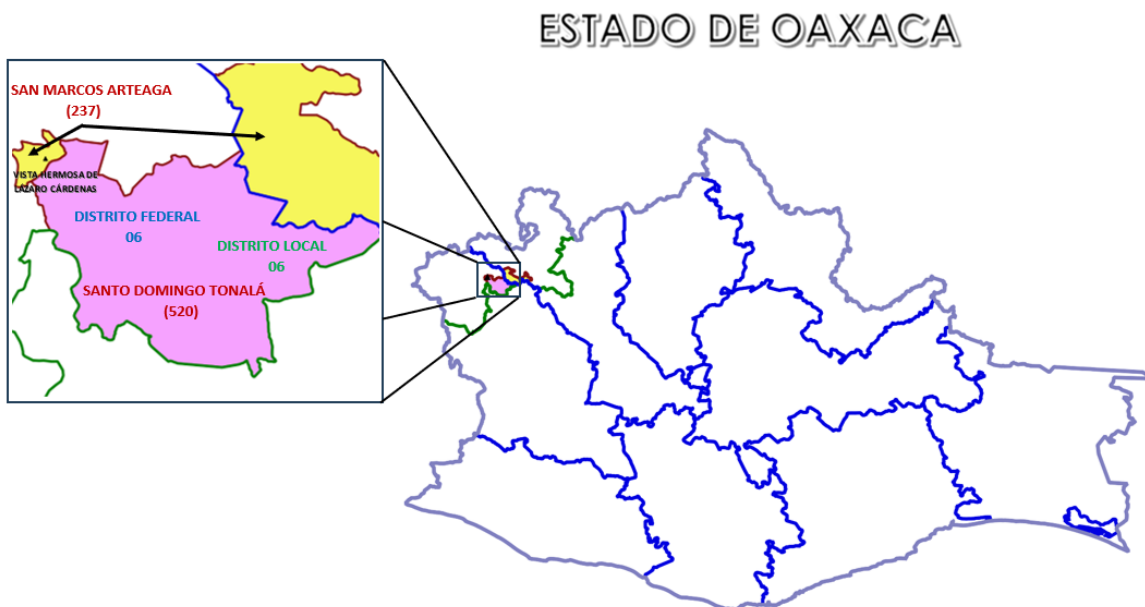 ESTADO DE OAXACA
SAN MARCOS ARTEAGA
(237)
VISTA HERMOSA DE
LÁZARO CÁRDENAS
DISTRITO FEDERAL
06
DISTRITO LOCAL
06
SANTO DOMINGO TONALÁ
(520)